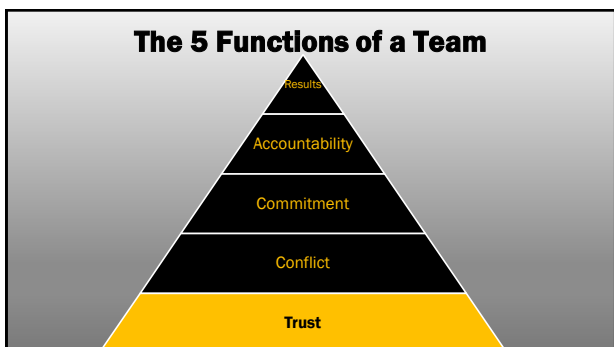 The 5 Functions of a Team
Results
Accountability
Commitment
Conflict
Trust